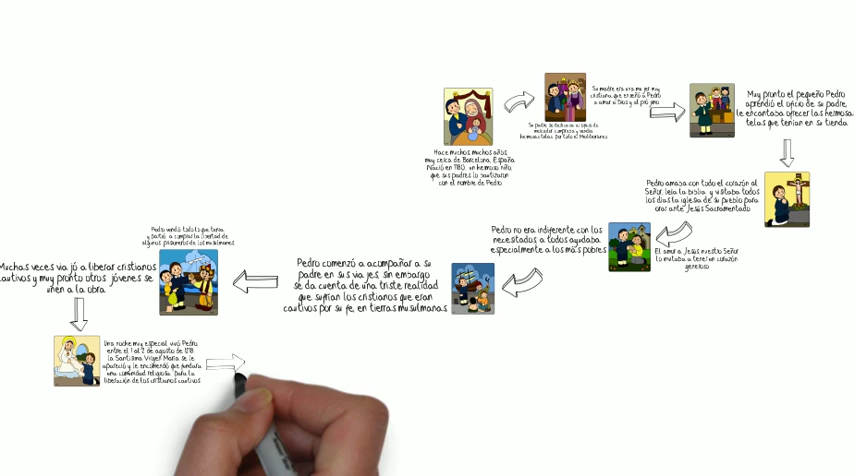 Hace muchos muchos años
muy cerca de Barcelona, España
Nació en 1180 un hermoso niño
que sus padres lo bautizaron
con el nombre de Pedro
Su madre era una mujer muy
cristiana que enseñó a Pedro
a amar a Dios y al prójimo
Su padre se dedicaba al oficio de
mercader compraba y vendía
hermosas telas por todo el Mediterraneo
Muy pronto el pequeño Pedro
aprendió el oficio de su padre,
le encantaba ofrecer las hermosa
telas que tenían en su tienda
Pedro amaba con todo el corazón al
Señor, leía la biblia y visitaba todos
los días la iglesia de su pueblo para
orar ante Jesús Sacramentado
El amar a Jesús nuestro Señor
lo invitaba a tener un corazón
generoso
Pedro no era indiferente con los
necesitados a todos ayudaba
especialmente a los más pobres
Pedro comenzó a acompañar a su
padre en sus viajes, sin embargo
se da cuenta de una triste realidad
que sufrían los cristianos que eran
cautivos por su fe, en tierras musulmanas
Pedro vendió todo lo que tenía
y partió a comprar la libertad de
algunos prisioneros de los musulmanes
Muchas veces viajó a liberar cristianos
cautivos y muy pronto otros jóvenes se
unen a la obra
Una noche muy especial vivió Pedro
entre el 1 al 2 de agosto de 1218
la Santísima Virgen María se le
apareció y le encomendó que fundara
una comunidad religiosa para la
liberación de los cristianos cautivos